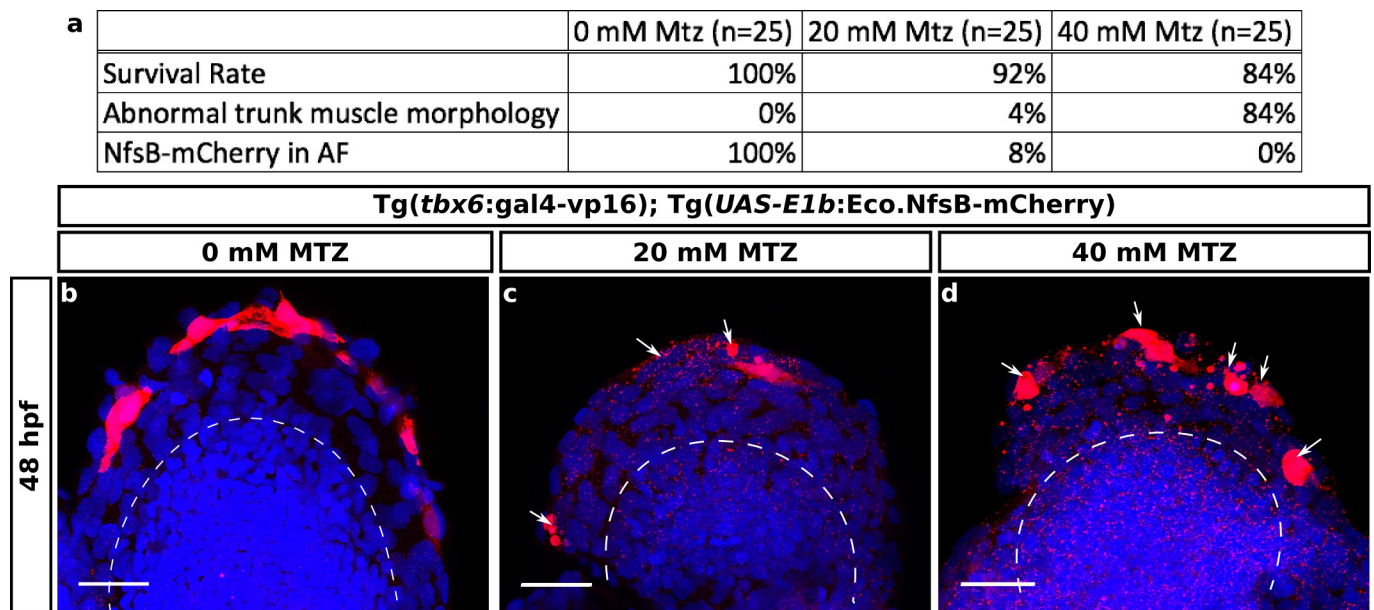 a
0 mM Mtz (n=25) 20 mM Mtz (n=25) 40 mM Mtz (n=25)
Survival Rate 100% 92% 84%
Abnormal trunk muscle morphology 0% 4% 84%
NfsB-mCherry in AF 100% 8% 0%
Tg(tbx6:gal4-vp16); Tg(UAS-E1b:Eco.NfsB-mCherry)
0 mM MTZ 20 mM MTZ 40 mM MTZ
48 hpf
b c d